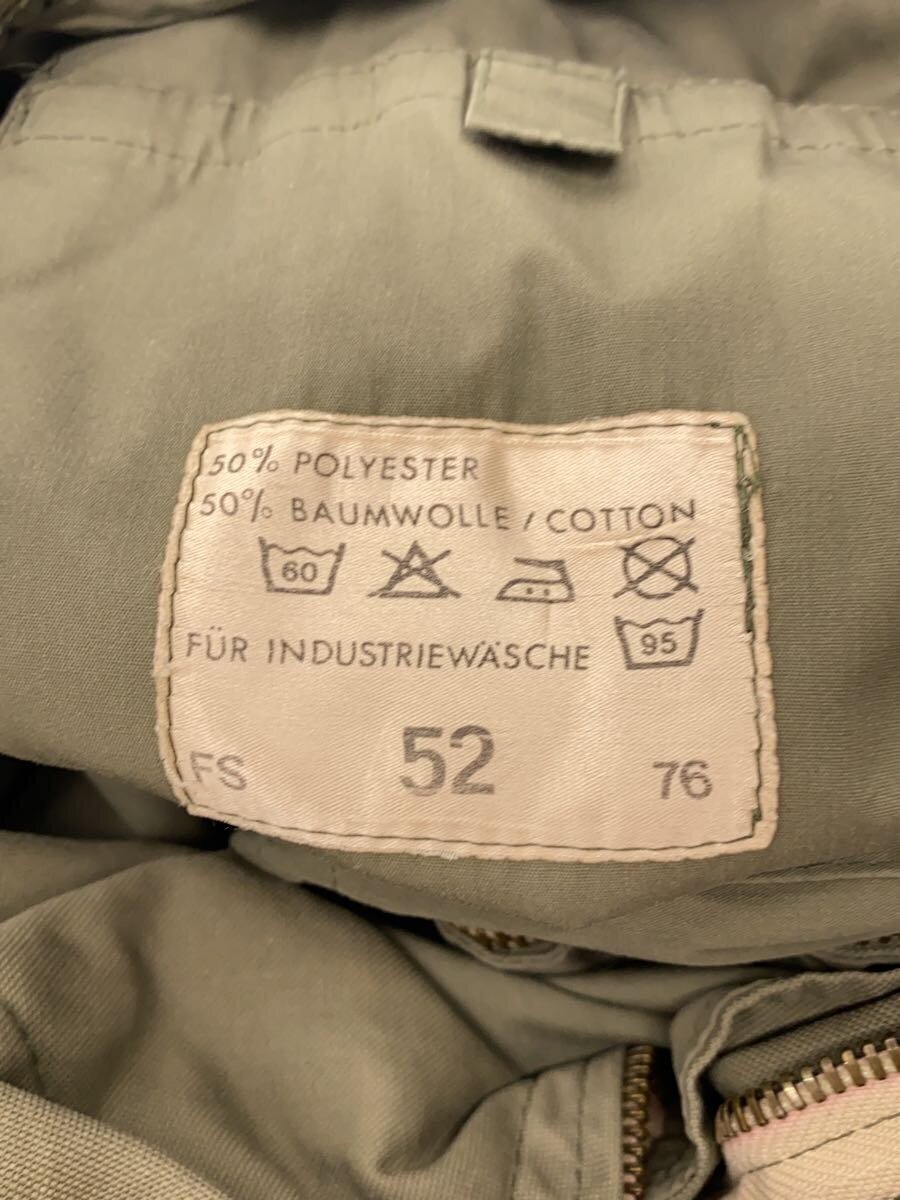 50% POLYESTER
50% BAUMWOLLE / COTTON
60
FÜR INDUSTRIEWÄSCHE 95
FS 52 76